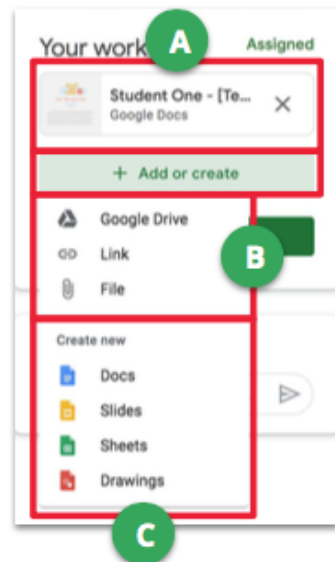 Your work
A
Assigned
Student One - [Te...
Google Docs
+ Add or create
Google Drive
B
Link
File
Create new
Docs
Slides
Sheets
Drawings
C